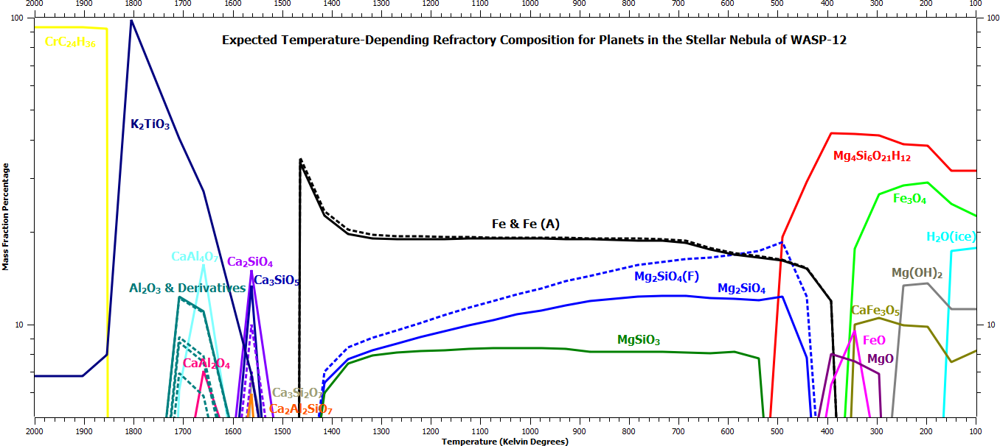 2000 1900 1800 1700 1600 1500 1400 1300 1200 1100 1000 900 800 700 600 500 400 300 200 100
100 100
Expected Temperature-Depending Refractory Composition for Planets in the Stellar Nebula of WASP-12
CrC₂₄H₃₆
K₂TiO₃
Mg₄Si₆O₂₁H₁₂
Fe₃O₄
Fe & Fe (A)
H₂O(ice)
CaAl₄O₇
Ca₂SiO₄
Ca₃SiO₅
Mg₂SiO₄(F)
Mg(OH)₂
Al₂O₃ & Derivatives
Mg₂SiO₄
CaFe₃O₅
10 10
MgSiO₃
FeO
CaAl₂O₄
MgO
Ca₃Si₂O₇
Ca₂Al₂SiO₇
Mass Fraction Percentage
2000 1900 1800 1700 1600 1500 1400 1300 1200 1100 1000 900 800 700 600 500 400 300 200 100
Temperature (Kelvin Degrees)